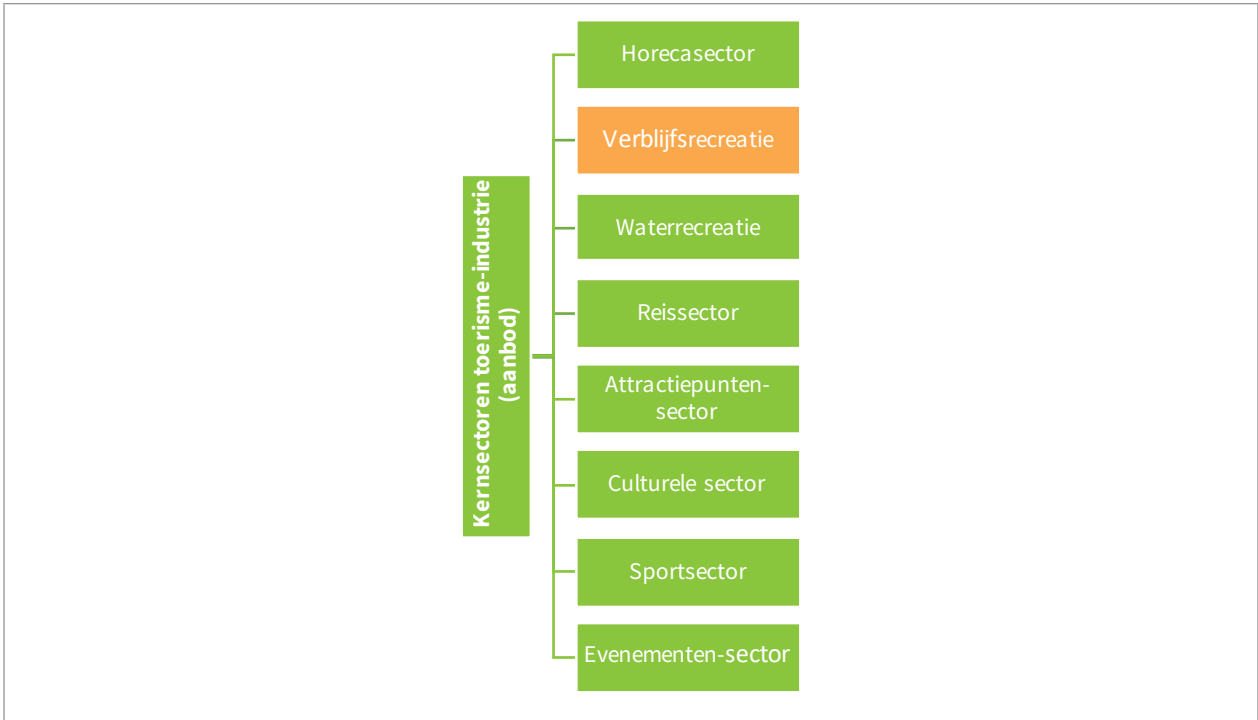 Kernsectoren toerisme-industrie
(aanbod)
Horecasector
Verblijfsrecreatie
Waterrecreatie
Reissector
Attractiepunten-
sector
Culturele sector
Sportsector
Evenementen-sector